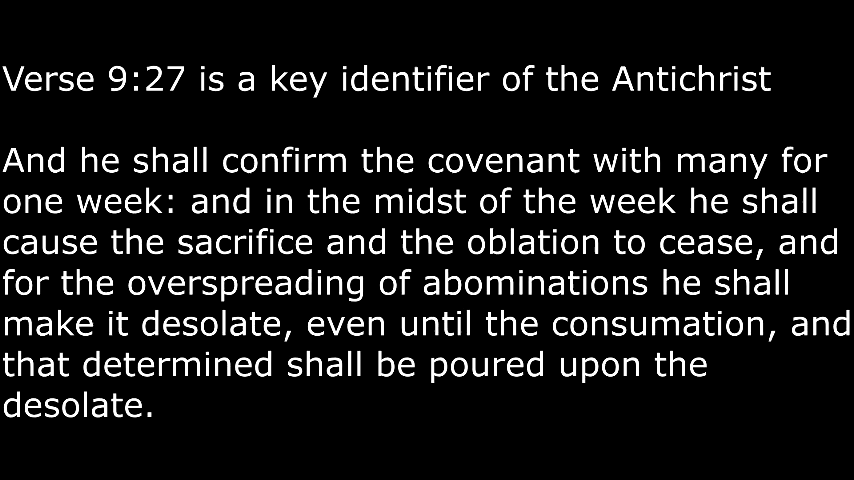 Verse 9:27 is a key identifier of the Antichrist
And he shall confirm the covenant with many for
one week: and in the midst of the week he shall
cause the sacrifice and the oblation to cease, and
for the overspreading of abominations he shall
make it desolate, even until the consumation, and
that determined shall be poured upon the
desolate.